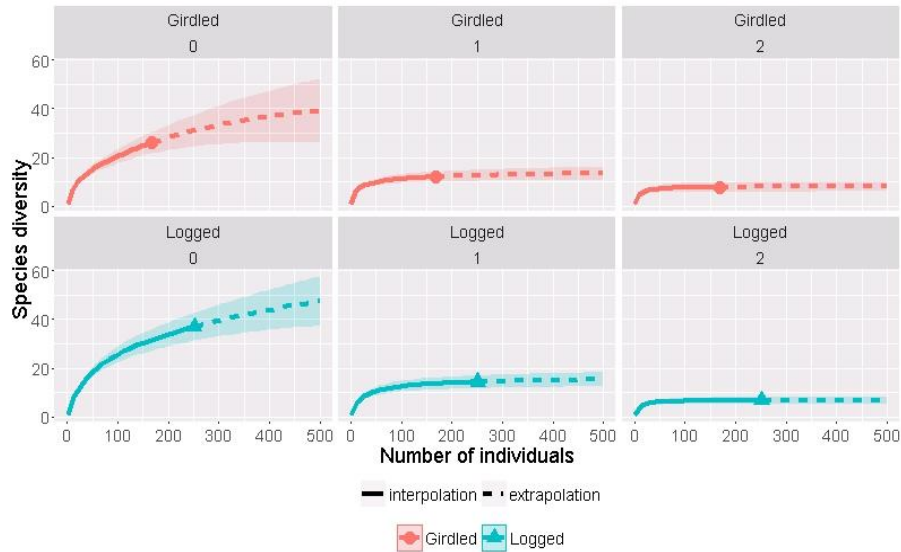 Girdled Girdled Girdled
0 1 2
60
40
20
0
Logged Logged Logged
0 1 2
60
40
20
0
Species diversity
0 100 200 300 400 500 0 100 200 300 400 500 0 100 200 300 400 500
Number of individuals
interpolation extrapolation
Girdled Logged